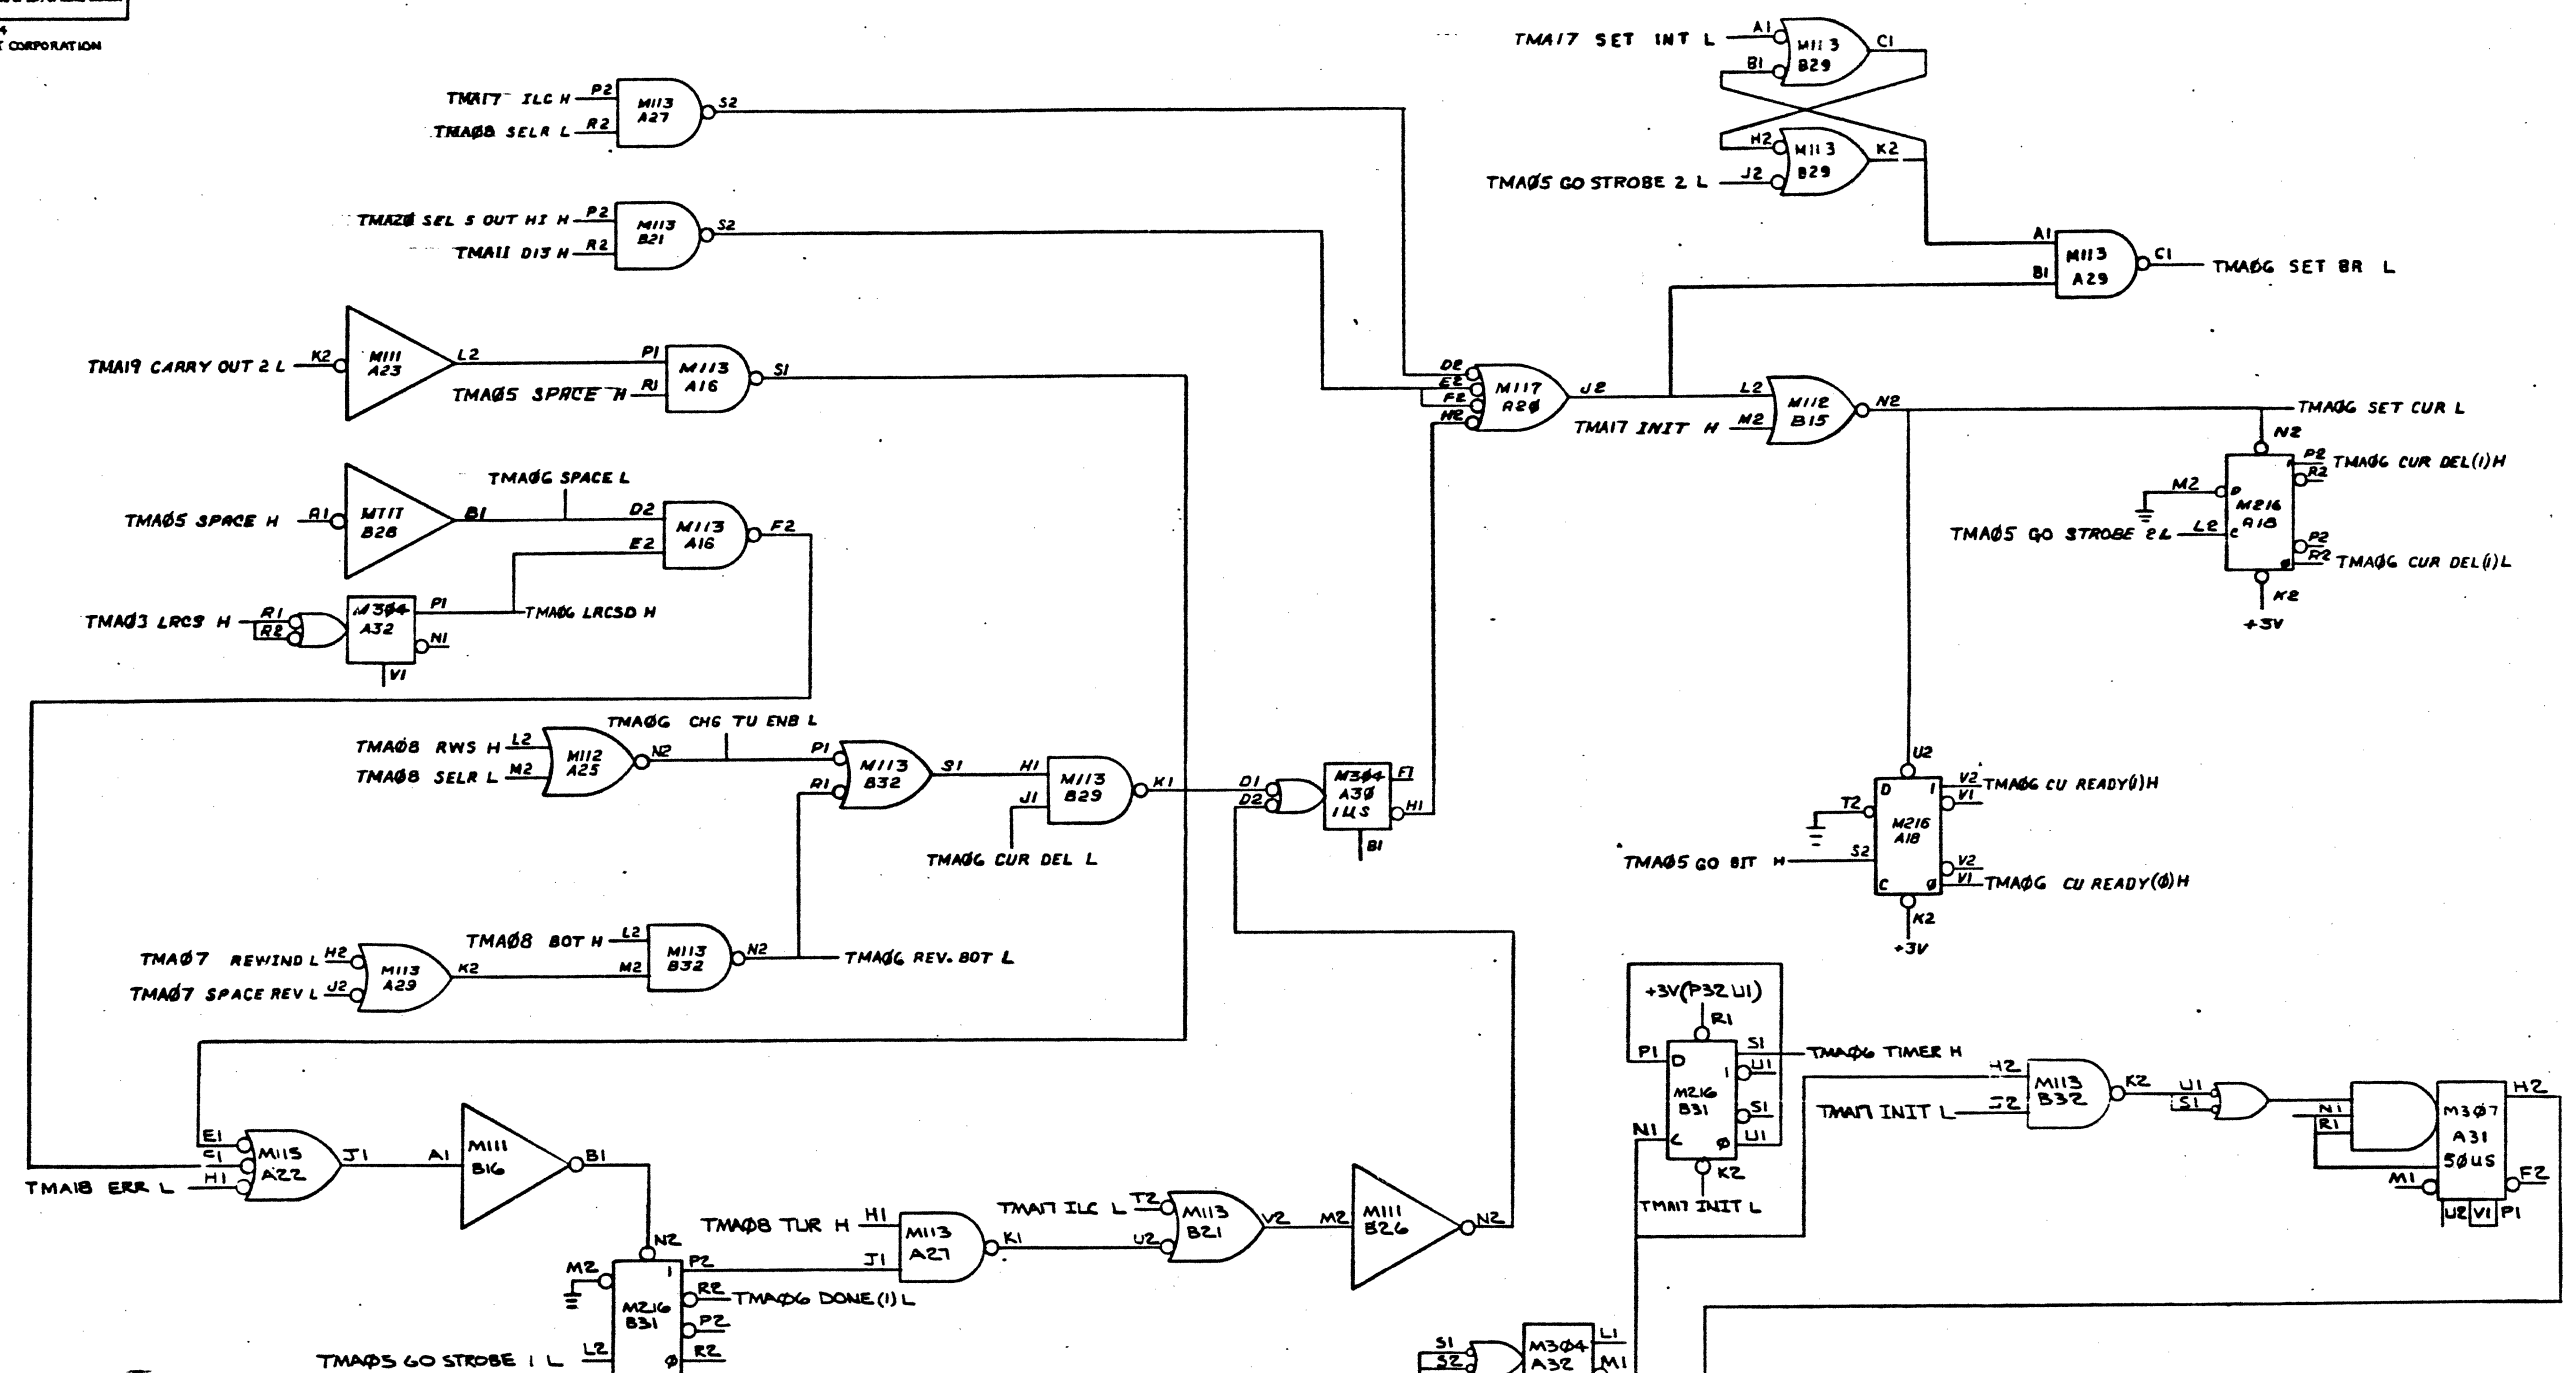 T CORPORATION
TMA17 SET INT L
A1
B1
M113
B29
C1
H2
J2
M113
B29
K2
TMAØ5 GO STROBE 2 L
TMA17 ILC H
P2
TMAØ8 SELR L
R2
M113
A27
S2
TMA2Ø SEL 5 OUT HI H
P2
TMA11 D13 H
R2
M113
B21
S2
A1
B1
M113
A29
C1
TMAØ6 SET BR L
TMA19 CARRY OUT 2 L
K2
M111
A23
L2
P1
TMAØ5 SPACE H
R1
M113
A16
S1
D2
E2
F2
H2
M117
A2Ø
J2
L2
TMA17 INIT H
M2
M112
B15
N2
TMAØ6 SET CUR L
N2
M2
D
M216
A18
P2
TMAØ6 CUR DEL(1)H
R2
TMAØ5 GO STROBE 2 L
L2
C
P2
R2
Ø
TMAØ6 CUR DEL(1)L
K2
+3V
TMAØ6 SPACE L
TMAØ5 SPACE H
A1
M111
B28
B1
D2
E2
M113
A16
F2
TMAØ3 LRCS H
R1
R2
M3Ø4
A32
P1
N1
V1
TMAØ6 LRCSD H
TMAØ6 CHG TU ENB L
TMAØ8 RWS H
L2
TMAØ8 SELR L
M2
M112
A25
N2
P1
R1
M113
B32
S1
H1
J1
M113
B29
K1
TMAØ6 CUR DEL L
D1
D2
M3Ø4
A3Ø
1US
F1
H1
B1
U2
T2
D
1
M216
A18
V2
TMAØ6 CU READY(1)H
V1
TMAØ5 GO BIT H
S2
C
Ø
V2
V1
TMAØ6 CU READY(Ø)H
K2
+3V
TMAØ7 REWIND L
H2
TMAØ7 SPACE REV L
J2
M113
A29
K2
TMAØ8 BOT H
L2
M2
M113
B32
N2
TMAØ6 REV. BOT L
+3V(P32 U1)
R1
P1
D
1
M216
B31
S1
TMAØ6 TIMER H
U1
S1
U1
N1
C
Ø
K2
TMA17 INIT L
H2
TMA17 INIT L
J2
M113
B32
K2
U1
S1
N1
R1
M1
M3Ø7
A31
5ØUS
H2
F2
U2
V1
P1
E1
F1
TMA18 ERR L
H1
M115
A22
J1
A1
M111
B16
B1
N2
M2
1
M216
B31
P2
R2
TMAØ6 DONE(1)L
P2
TMAØ5 GO STROBE 1 L
L2
Ø
R2
TMAØ8 TUR H
H1
J1
M113
A27
K1
TMA17 ILC L
T2
U2
M113
B21
V2
M2
M111
B26
N2
S1
S2
M3Ø4
A32
L1
M1